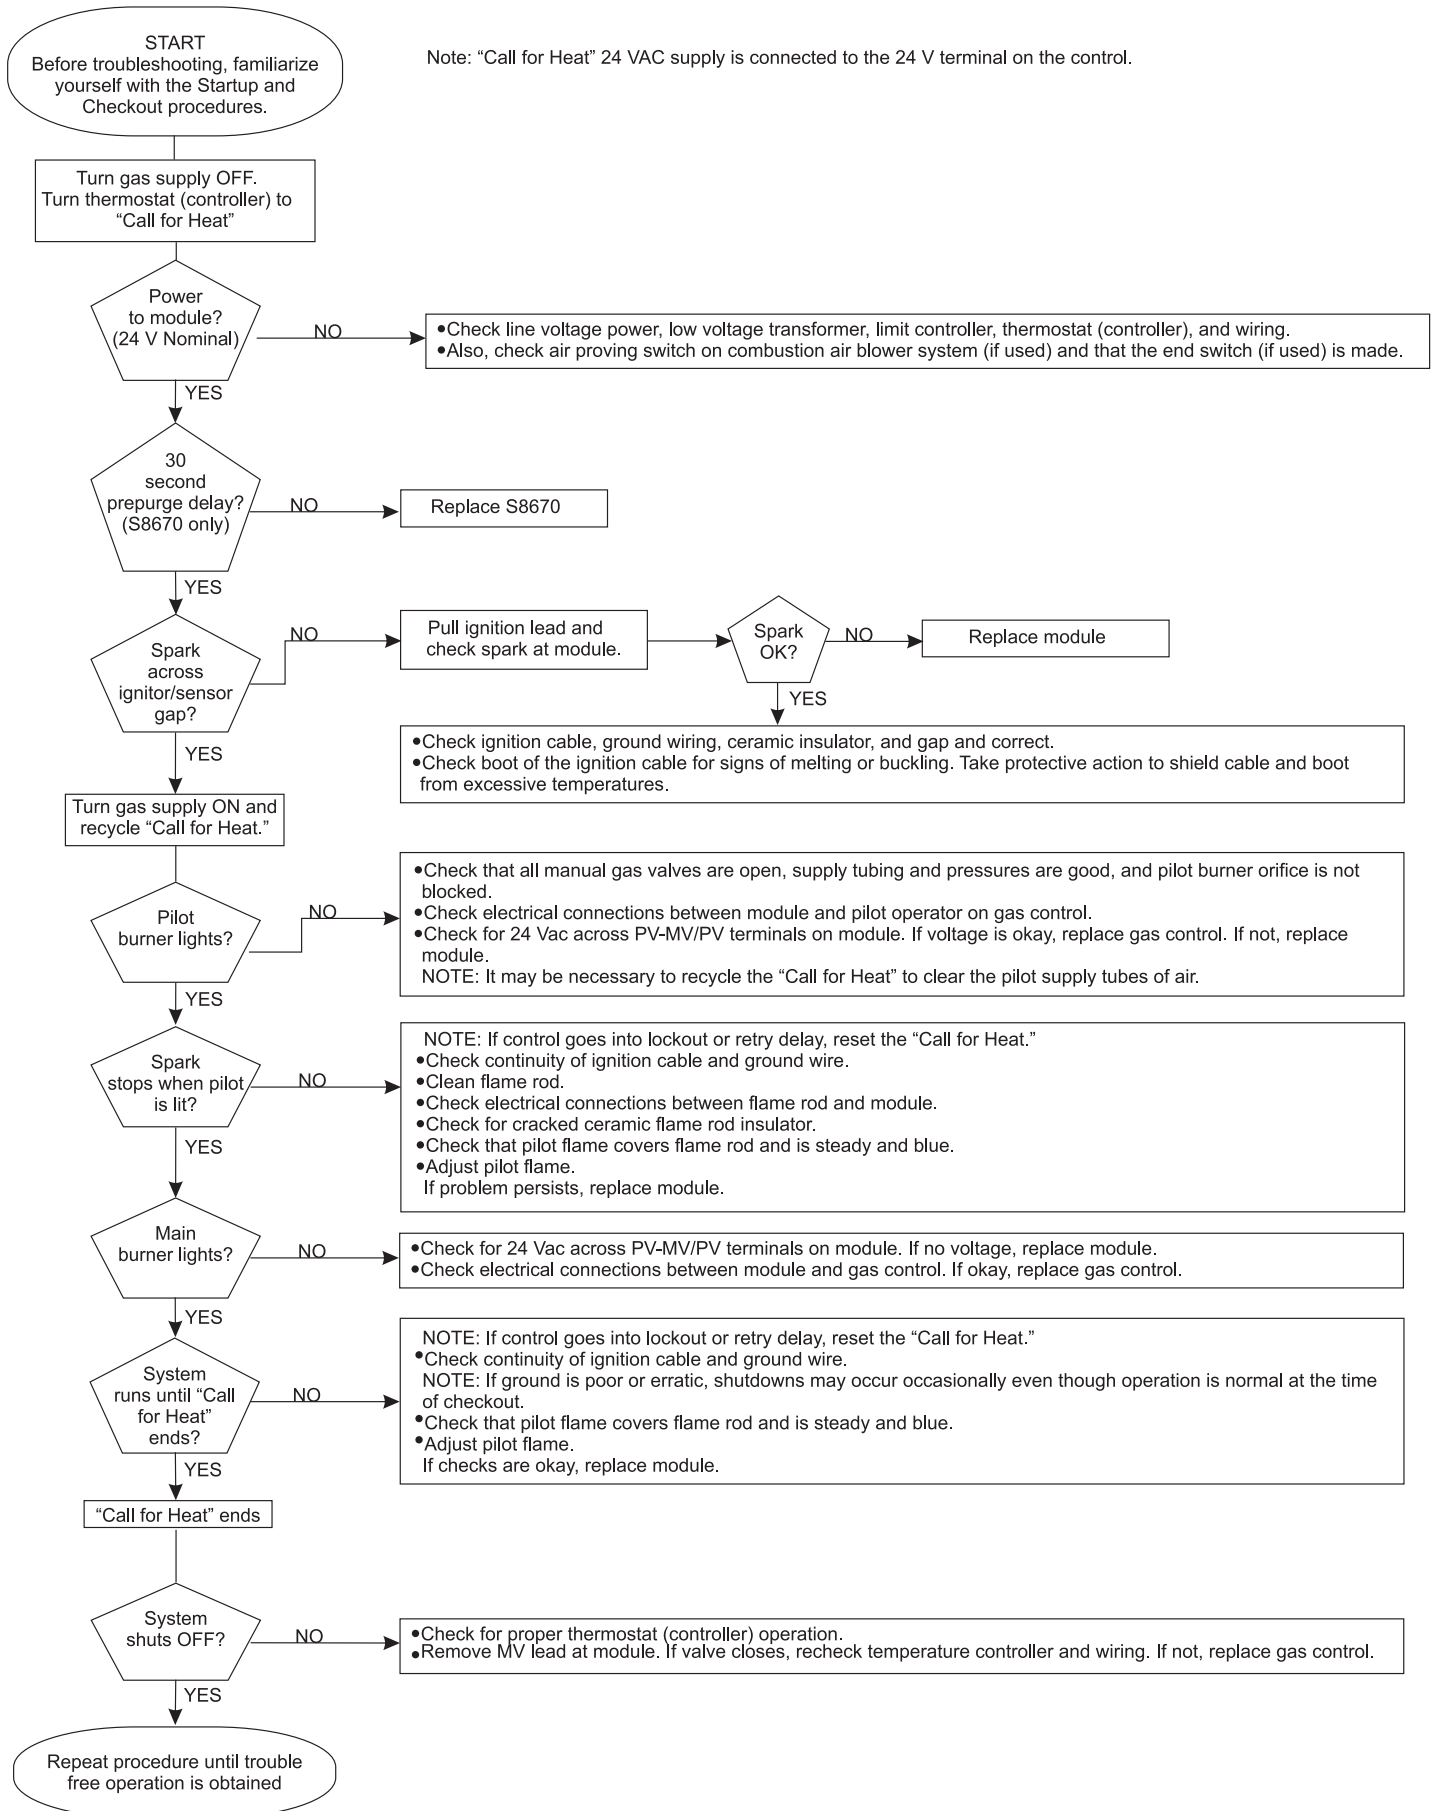 START
Before troubleshooting, familiarize
yourself with the Startup and
Checkout procedures.
Note: “Call for Heat” 24 VAC supply is connected to the 24 V terminal on the control.
Turn gas supply OFF.
Turn thermostat (controller) to
“Call for Heat”
Power
to module?
(24 V Nominal)
NO
•Check line voltage power, low voltage transformer, limit controller, thermostat (controller), and wiring.
•Also, check air proving switch on combustion air blower system (if used) and that the end switch (if used) is made.
YES
30
second
prepurge delay?
(S8670 only)
NO
Replace S8670
YES
Spark
across
ignitor/sensor
gap?
NO
Pull ignition lead and
check spark at module.
Spark
OK?
NO
Replace module
YES
•Check ignition cable, ground wiring, ceramic insulator, and gap and correct.
•Check boot of the ignition cable for signs of melting or buckling. Take protective action to shield cable and boot
from excessive temperatures.
YES
Turn gas supply ON and
recycle “Call for Heat.”
Pilot
burner lights?
NO
•Check that all manual gas valves are open, supply tubing and pressures are good, and pilot burner orifice is not
blocked.
•Check electrical connections between module and pilot operator on gas control.
•Check for 24 Vac across PV-MV/PV terminals on module. If voltage is okay, replace gas control. If not, replace
module.
NOTE: It may be necessary to recycle the “Call for Heat” to clear the pilot supply tubes of air.
YES
Spark
stops when pilot
is lit?
NO
NOTE: If control goes into lockout or retry delay, reset the “Call for Heat.”
•Check continuity of ignition cable and ground wire.
•Clean flame rod.
•Check electrical connections between flame rod and module.
•Check for cracked ceramic flame rod insulator.
•Check that pilot flame covers flame rod and is steady and blue.
•Adjust pilot flame.
If problem persists, replace module.
YES
Main
burner lights?
NO
•Check for 24 Vac across PV-MV/PV terminals on module. If no voltage, replace module.
•Check electrical connections between module and gas control. If okay, replace gas control.
YES
System
runs until “Call
for Heat”
ends?
NO
NOTE: If control goes into lockout or retry delay, reset the “Call for Heat.”
•Check continuity of ignition cable and ground wire.
NOTE: If ground is poor or erratic, shutdowns may occur occasionally even though operation is normal at the time
of checkout.
•Check that pilot flame covers flame rod and is steady and blue.
•Adjust pilot flame.
If checks are okay, replace module.
YES
“Call for Heat” ends
System
shuts OFF?
NO
•Check for proper thermostat (controller) operation.
•Remove MV lead at module. If valve closes, recheck temperature controller and wiring. If not, replace gas control.
YES
Repeat procedure until trouble
free operation is obtained